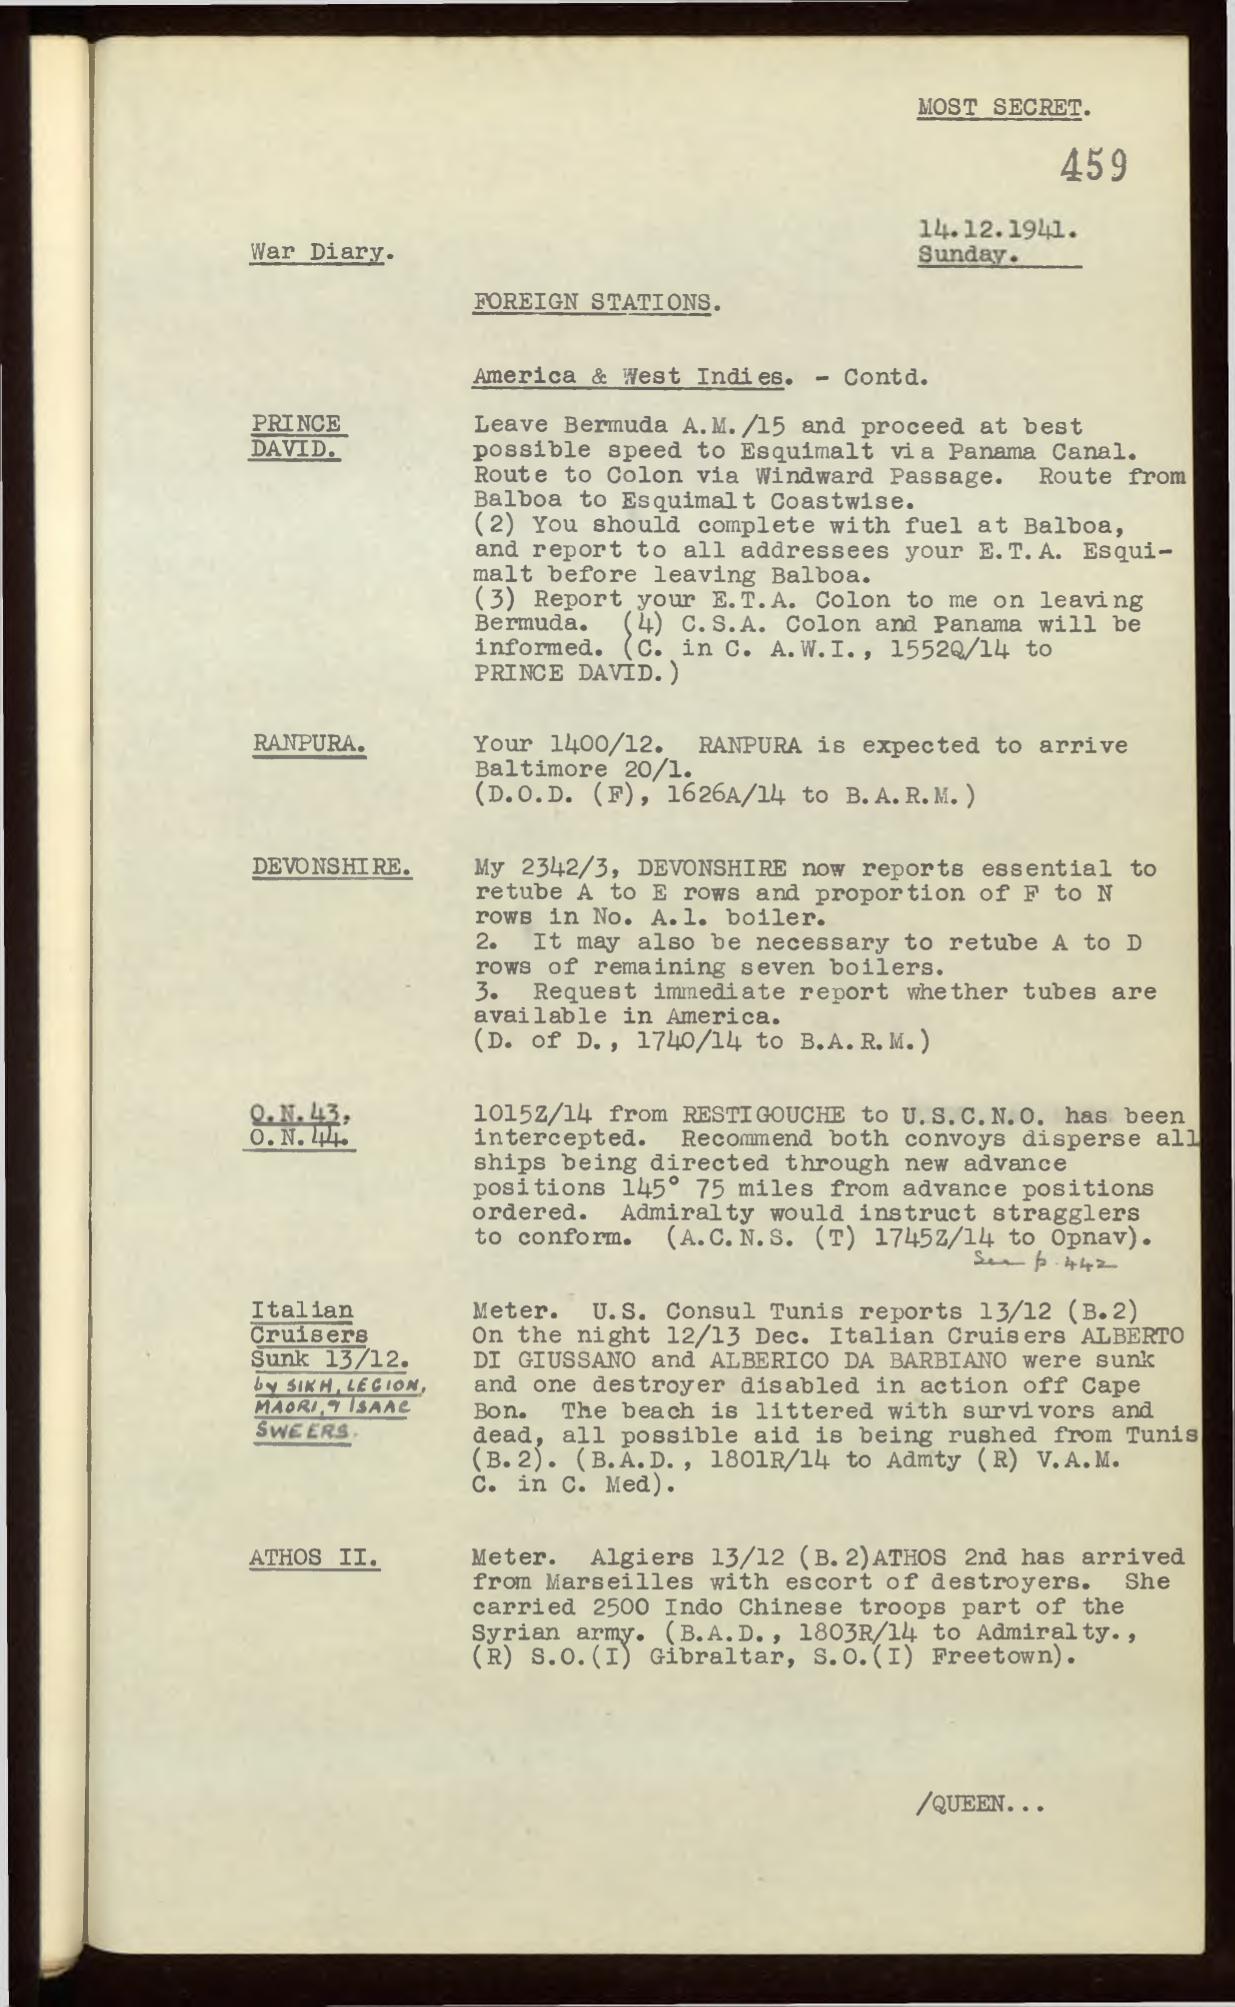 MOST SECRET.
459
14.12.1941.
War Diary.
Sunday.
FOREIGN STATIONS.
America & West Indies. - Contd.
PRINCE
DAVID.
Leave Bermuda A.M./15 and proceed at best
possible speed to Esquimalt via Panama Canal.
Route to Colon via Windward Passage. Route from
Balboa to Esquimalt Coastwise.
(2) You should complete with fuel at Balboa,
and report to all addressees your E.T.A. Esqui-
malt before leaving Balboa.
(3) Report your E.T.A. Colon to me on leaving
Bermuda. (4) C.S.A. Colon and Panama will be
informed. (C. in C. A.W.I., 1552Q/14 to
PRINCE DAVID.)
RANPURA.
Your 1400/12. RANPURA is expected to arrive
Baltimore 20/1.
(D.O.D. (F), 1626A/14 to B.A.R.M.)
DEVONSHIRE.
My 2342/3, DEVONSHIRE now reports essential to
retube A to E rows and proportion of F to N
rows in No. A.1. boiler.
2. It may also be necessary to retube A to D
rows of remaining seven boilers.
3. Request immediate report whether tubes are
available in America.
(D. of D., 1740/14 to B.A.R.M.)
O.N.43,
O.N.44.
1015Z/14 from RESTIGOUCHE to U.S.C.N.O. has been
intercepted. Recommend both convoys disperse all
ships being directed through new advance
positions 145° 75 miles from advance positions
ordered. Admiralty would instruct stragglers
to conform. (A.C.N.S. (T) 1745Z/14 to Opnav).
See p. 442
Italian
Cruisers
Sunk 13/12.
by SIKH, LEGION,
MAORI, & ISAAC
SWEERS.
Meter. U.S. Consul Tunis reports 13/12 (B.2)
On the night 12/13 Dec. Italian Cruisers ALBERTO
DI GIUSSANO and ALBERICO DA BARBIANO were sunk
and one destroyer disabled in action off Cape
Bon. The beach is littered with survivors and
dead, all possible aid is being rushed from Tunis
(B.2). (B.A.D., 1801R/14 to Admty (R) V.A.M.
C. in C. Med).
ATHOS II.
Meter. Algiers 13/12 (B.2)ATHOS 2nd has arrived
from Marseilles with escort of destroyers. She
carried 2500 Indo Chinese troops part of the
Syrian army. (B.A.D., 1803R/14 to Admiralty.,
(R) S.O.(I) Gibraltar, S.O.(I) Freetown).
/QUEEN...